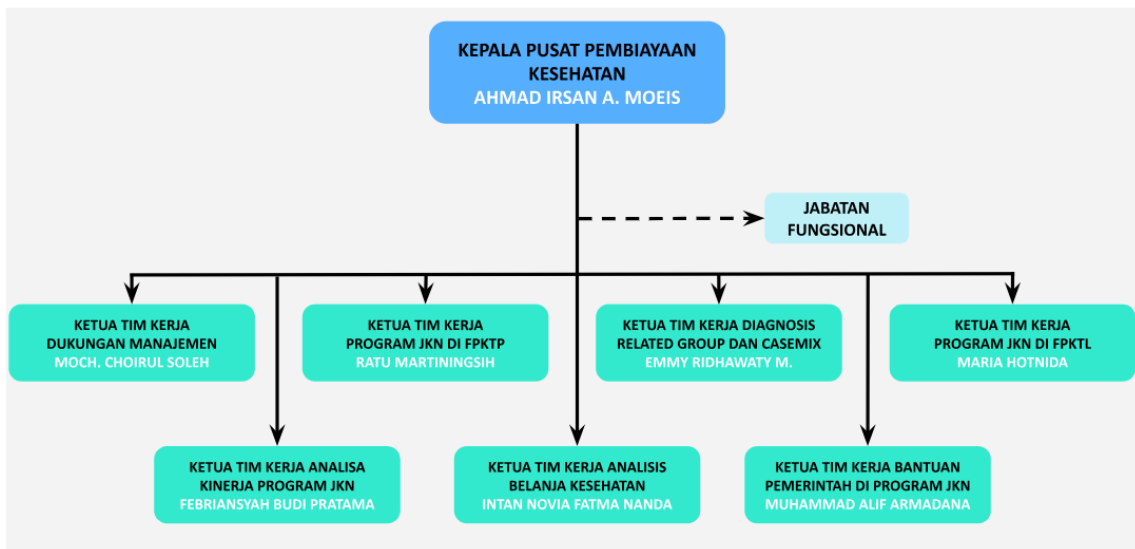 KEPALA PUSAT PEMBIAYAAN
KESEHATAN
AHMAD IRSAN A. MOEIS
JABATAN
FUNGSIONAL
KETUA TIM KERJA
DUKUNGAN MANAJEMEN
MOCH. CHOIRUL SOLEH
KETUA TIM KERJA
PROGRAM JKN DI FPKTP
RATU MARTININGSIH
KETUA TIM KERJA DIAGNOSIS
RELATED GROUP DAN CASEMIX
EMMY RIDHAWATY M.
KETUA TIM KERJA
PROGRAM JKN DI FPKTL
MARIA HOTNIDA
KETUA TIM KERJA ANALISA
KINERJA PROGRAM JKN
FEBRIANSYAH BUDI PRATAMA
KETUA TIM KERJA ANALISIS
BELANJA KESEHATAN
INTAN NOVIA FATMA NANDA
KETUA TIM KERJA BANTUAN
PEMERINTAH DI PROGRAM JKN
MUHAMMAD ALIF ARMADANA